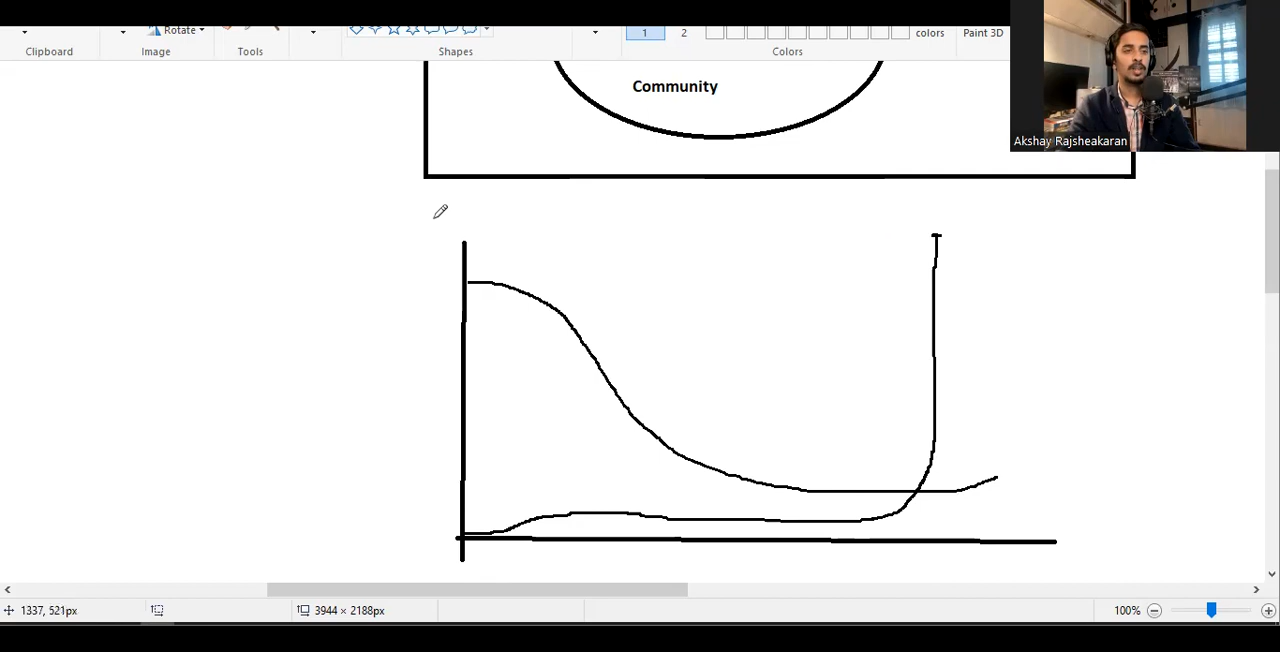 Rotate
1
2
colors
Paint 3D
Clipboard
Image
Tools
Shapes
Colors
Community
Akshay Rajsheakaran
1337, 521px
3944 × 2188px
100%